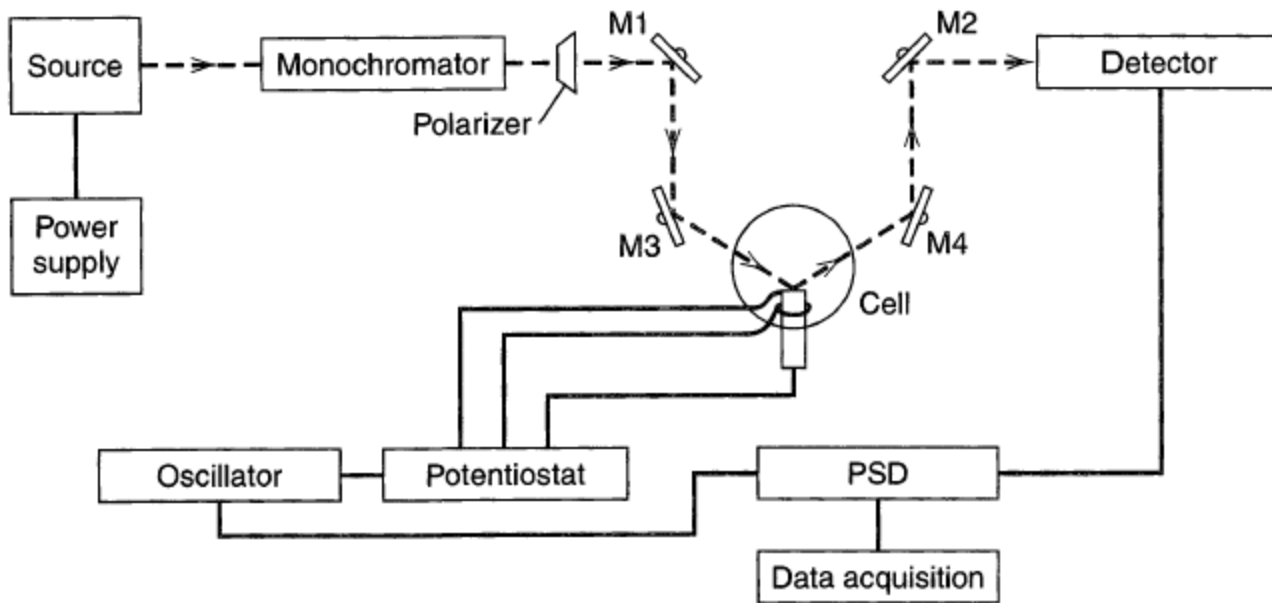 M1
M2
Source
Monochromator
Detector
Polarizer
Power
supply
M3
M4
Cell
Oscillator
Potentiostat
PSD
Data acquisition